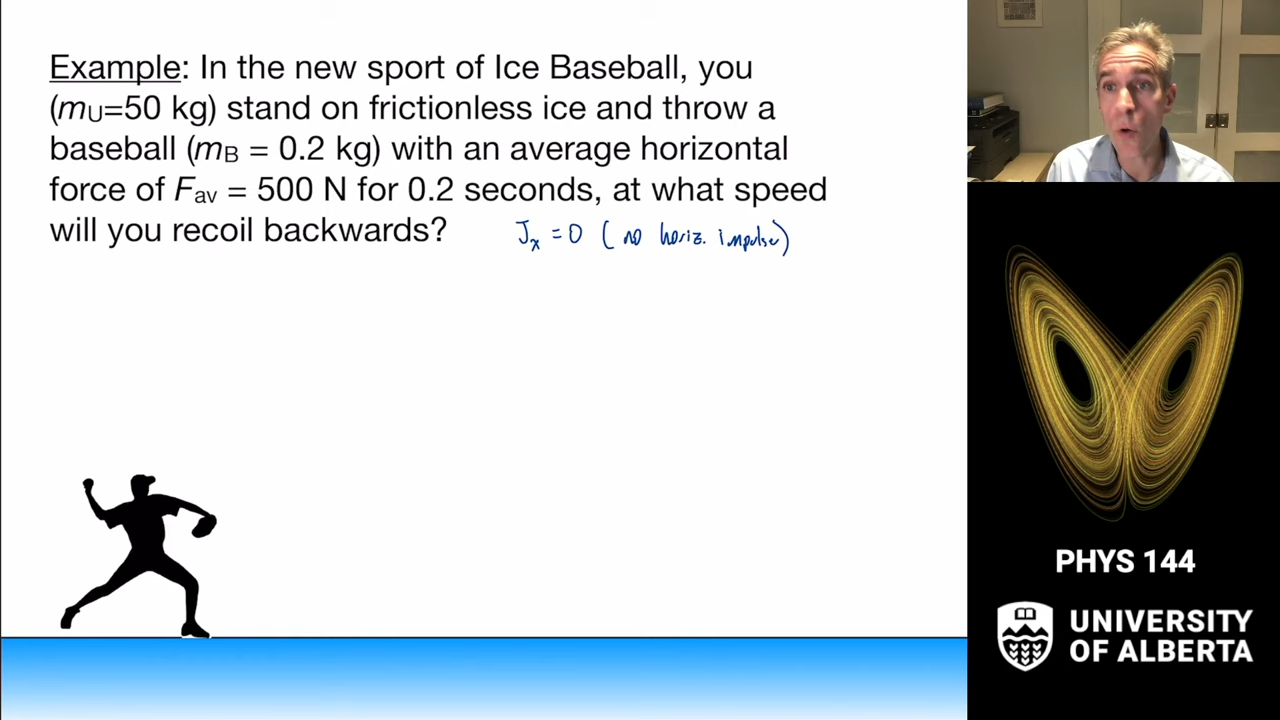 Example: In the new sport of Ice Baseball, you
(mU=50 kg) stand on frictionless ice and throw a
baseball (mB = 0.2 kg) with an average horizontal
force of Fav = 500 N for 0.2 seconds, at what speed
will you recoil backwards?
Jx = 0 (no horiz. impulse)
PHYS 144
UNIVERSITY
OF ALBERTA